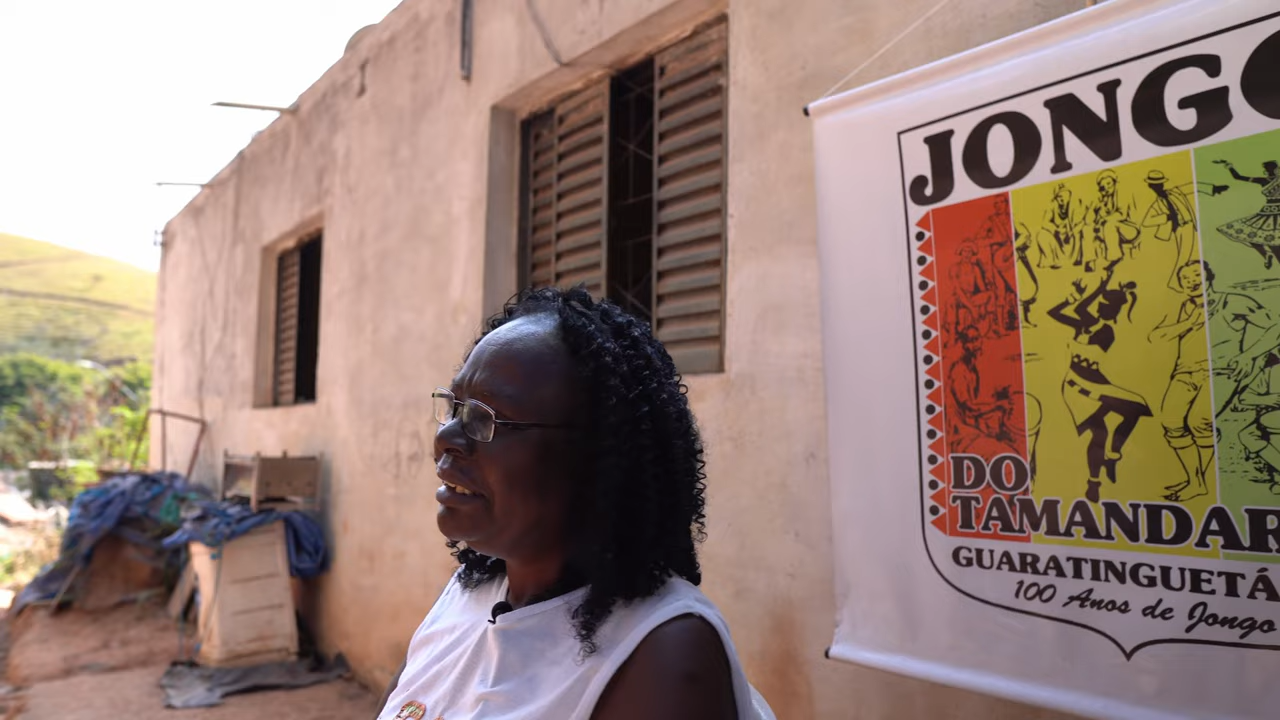 JONGO
DO
TAMANDAR
GUARATINGUETÁ
100 Anos de Jongo